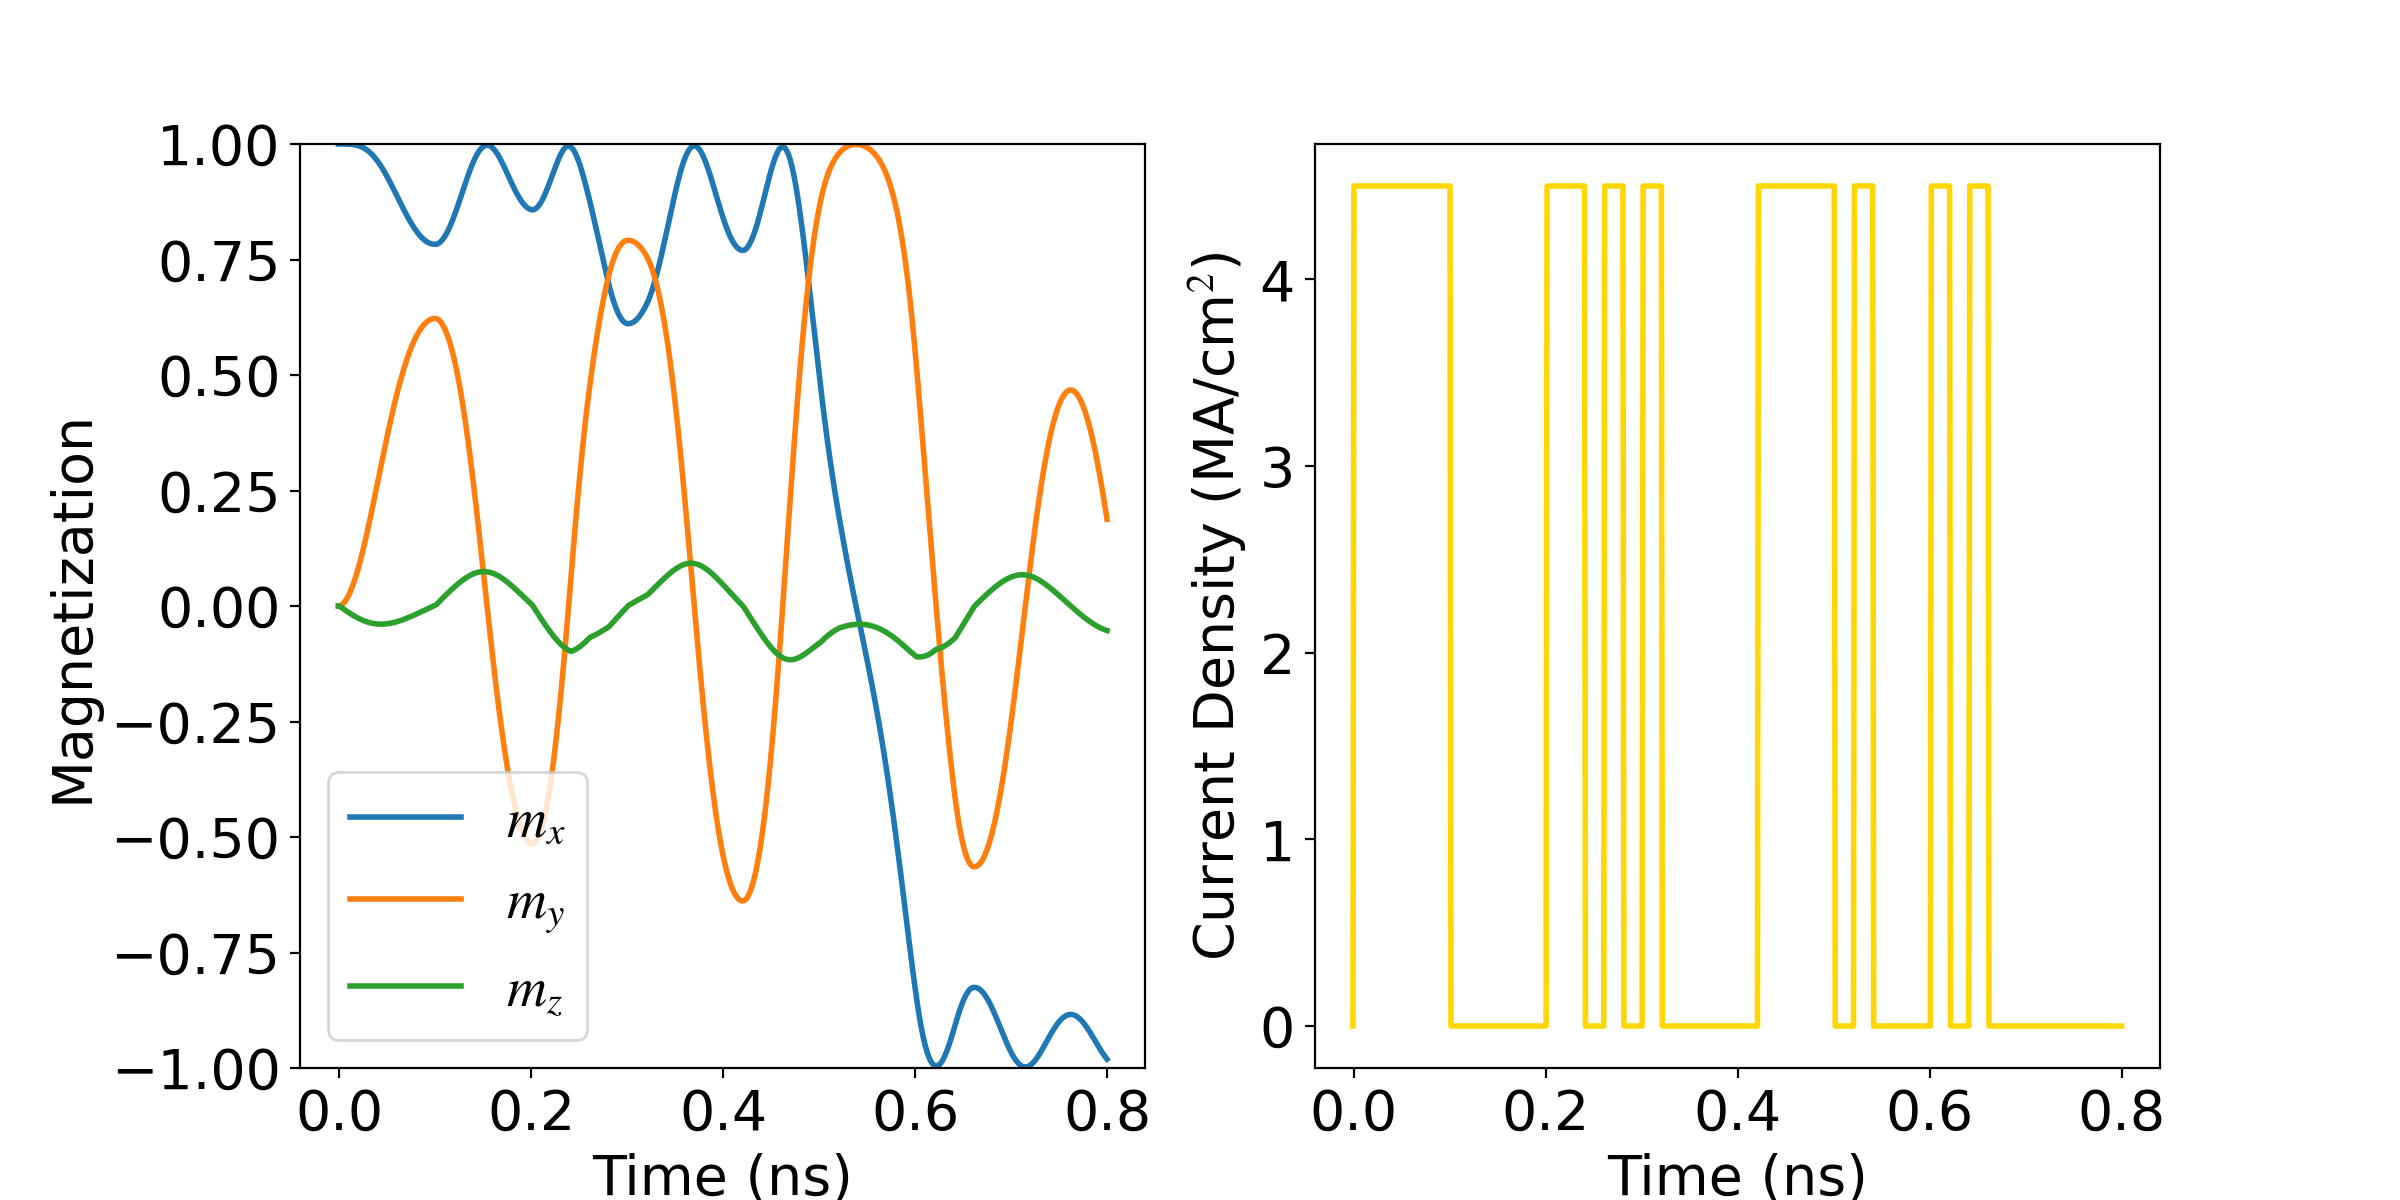 1.00
0.75
0.50
0.25
0.00
−0.25
−0.50
−0.75
−1.00
Magnetization
m_x
m_y
m_z
0.0 0.2 0.4 0.6 0.8
Time (ns)
4
3
2
1
0
Current Density (MA/cm²)
0.0 0.2 0.4 0.6 0.8
Time (ns)